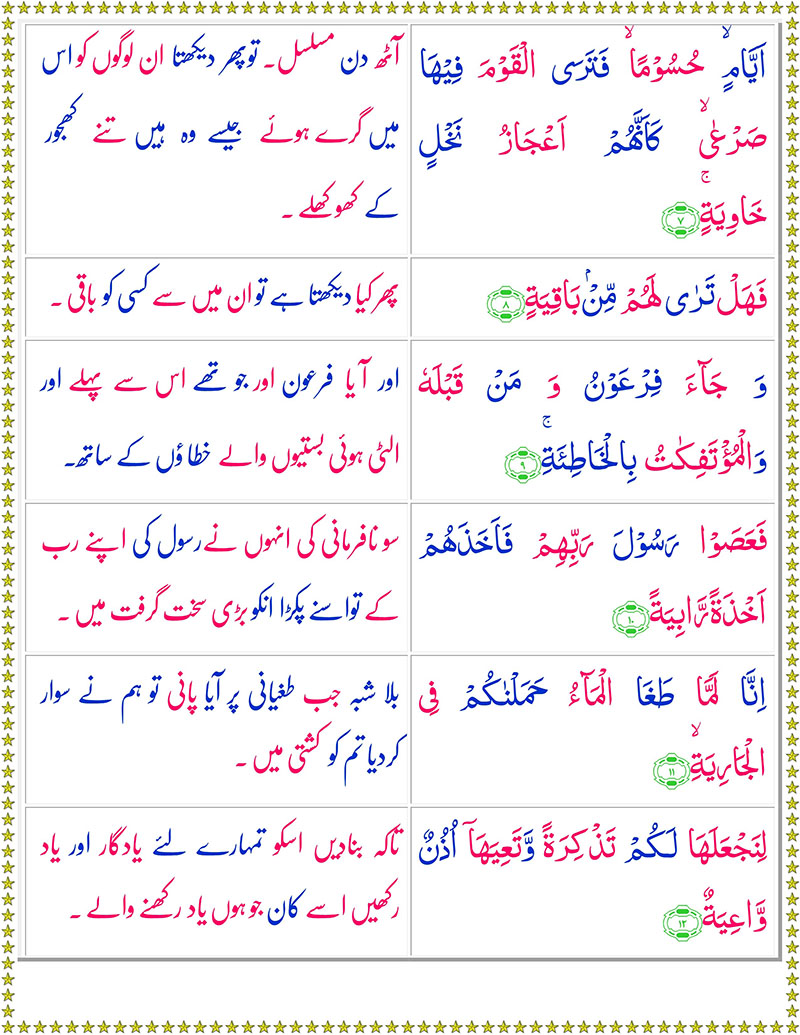 اَيَّامٍۙ حُسُوْمًاۙ فَتَرَى الْقَوْمَ فِيْهَا
صَرْعٰىۙ كَاَنَّهُمْ اَعْجَازُ نَخْلٍ
خَاوِيَةٍۚ ۷
آٹھ دن مسلسل۔ تو پھر دیکھتا ان لوگوں کو اس
میں گرے ہوئے جیسے وہ ہیں تنے کھجور
کے کھوکھلے ۔
فَهَلْ تَرٰى لَهُمْ مِّنْۢ بَاقِيَةٍ ۸
پھر کیا دیکھتا ہے تو ان میں سے کسی کو باقی ۔
وَ جَآءَ فِرْعَوْنُ وَ مَنْ قَبْلَهٗ
وَالْمُؤْتَفِكٰتُ بِالْخَاطِئَةِۚ ۹
اور آیا فرعون اور جو تھے اس سے پہلے اور
الٹی ہوئی بستیوں والے خطاؤں کے ساتھ۔
فَعَصَوْا رَسُوْلَ رَبِّهِمْ فَاَخَذَهُمْ
اَخْذَةً رَّابِيَةً ۱۰
سو نافرمانی کی انہوں نے رسول کی اپنے رب
کے تو اسنے پکڑا انکو بڑی سخت گرفت میں ۔
اِنَّا لَمَّا طَغَا الْمَآءُ حَمَلْنٰكُمْ فِى
الْجَارِيَةِۙ ۱۱
بلا شبہ جب طغیانی پر آیا پانی تو ہم نے سوار
کردیا تم کو کشتی میں ۔
لِنَجْعَلَهَا لَكُمْ تَذْكِرَةً وَّتَعِيَهَاۤ اُذُنٌ
وَّاعِيَةٌ ۱۲
تاکہ بنادیں اسکو تمہارے لئے یادگار اور یاد
رکھیں اسے کان جو ہوں یاد رکھنے والے ۔